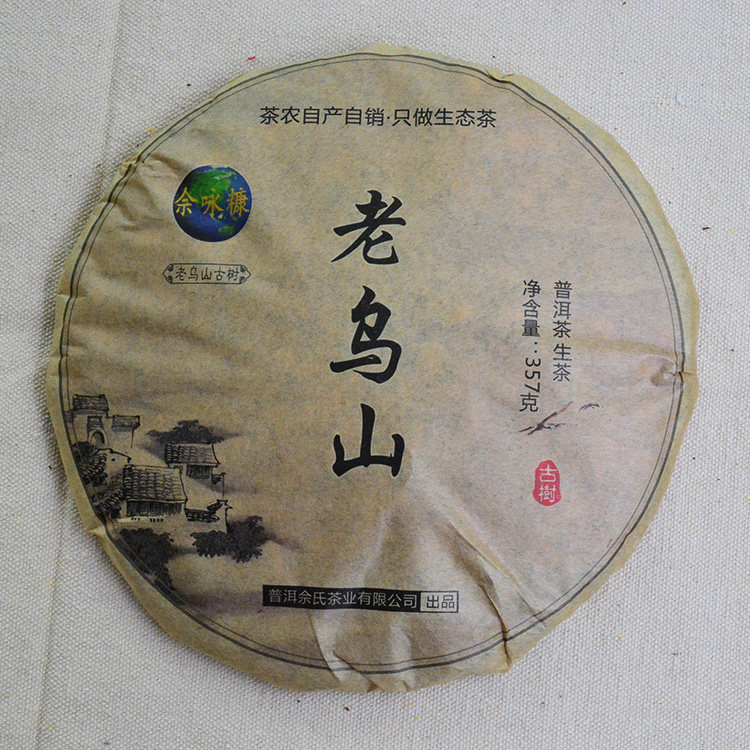 茶农自产自销·只做生态茶
佘咏糠
老乌山古树
老乌山
普洱茶生茶
净含量：357克
古樹
普洱佘氏茶业有限公司 出品